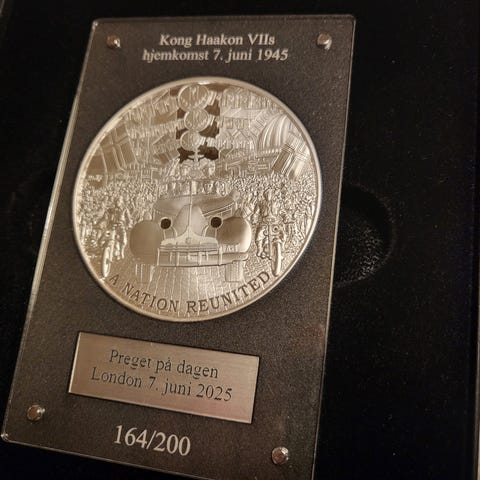 Kong Haakon VIIs
hjemkomst 7. juni 1945
A NATION REUNITED
Preget på dagen
London 7. juni 2025
164/200